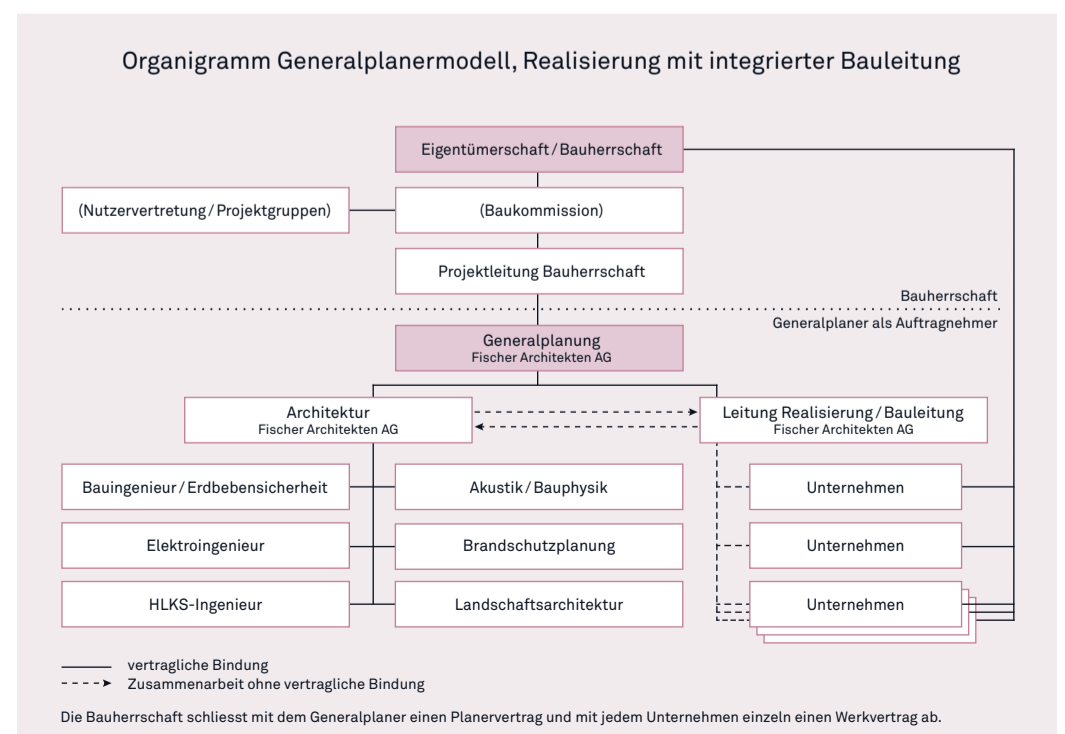 Organigramm Generalplanermodell, Realisierung mit integrierter Bauleitung
Eigentümerschaft / Bauherrschaft
(Nutzervertretung / Projektgruppen)
(Baukommission)
Projektleitung Bauherrschaft
Bauherrschaft
Generalplaner als Auftragnehmer
Generalplanung
Fischer Architekten AG
Architektur
Fischer Architekten AG
Leitung Realisierung / Bauleitung
Fischer Architekten AG
Bauingenieur / Erdbebensicherheit
Akustik / Bauphysik
Unternehmen
Elektroingenieur
Brandschutzplanung
Unternehmen
HLKS-Ingenieur
Landschaftsarchitektur
Unternehmen
vertragliche Bindung
Zusammenarbeit ohne vertragliche Bindung
Die Bauherrschaft schliesst mit dem Generalplaner einen Planervertrag und mit jedem Unternehmen einzeln einen Werkvertrag ab.